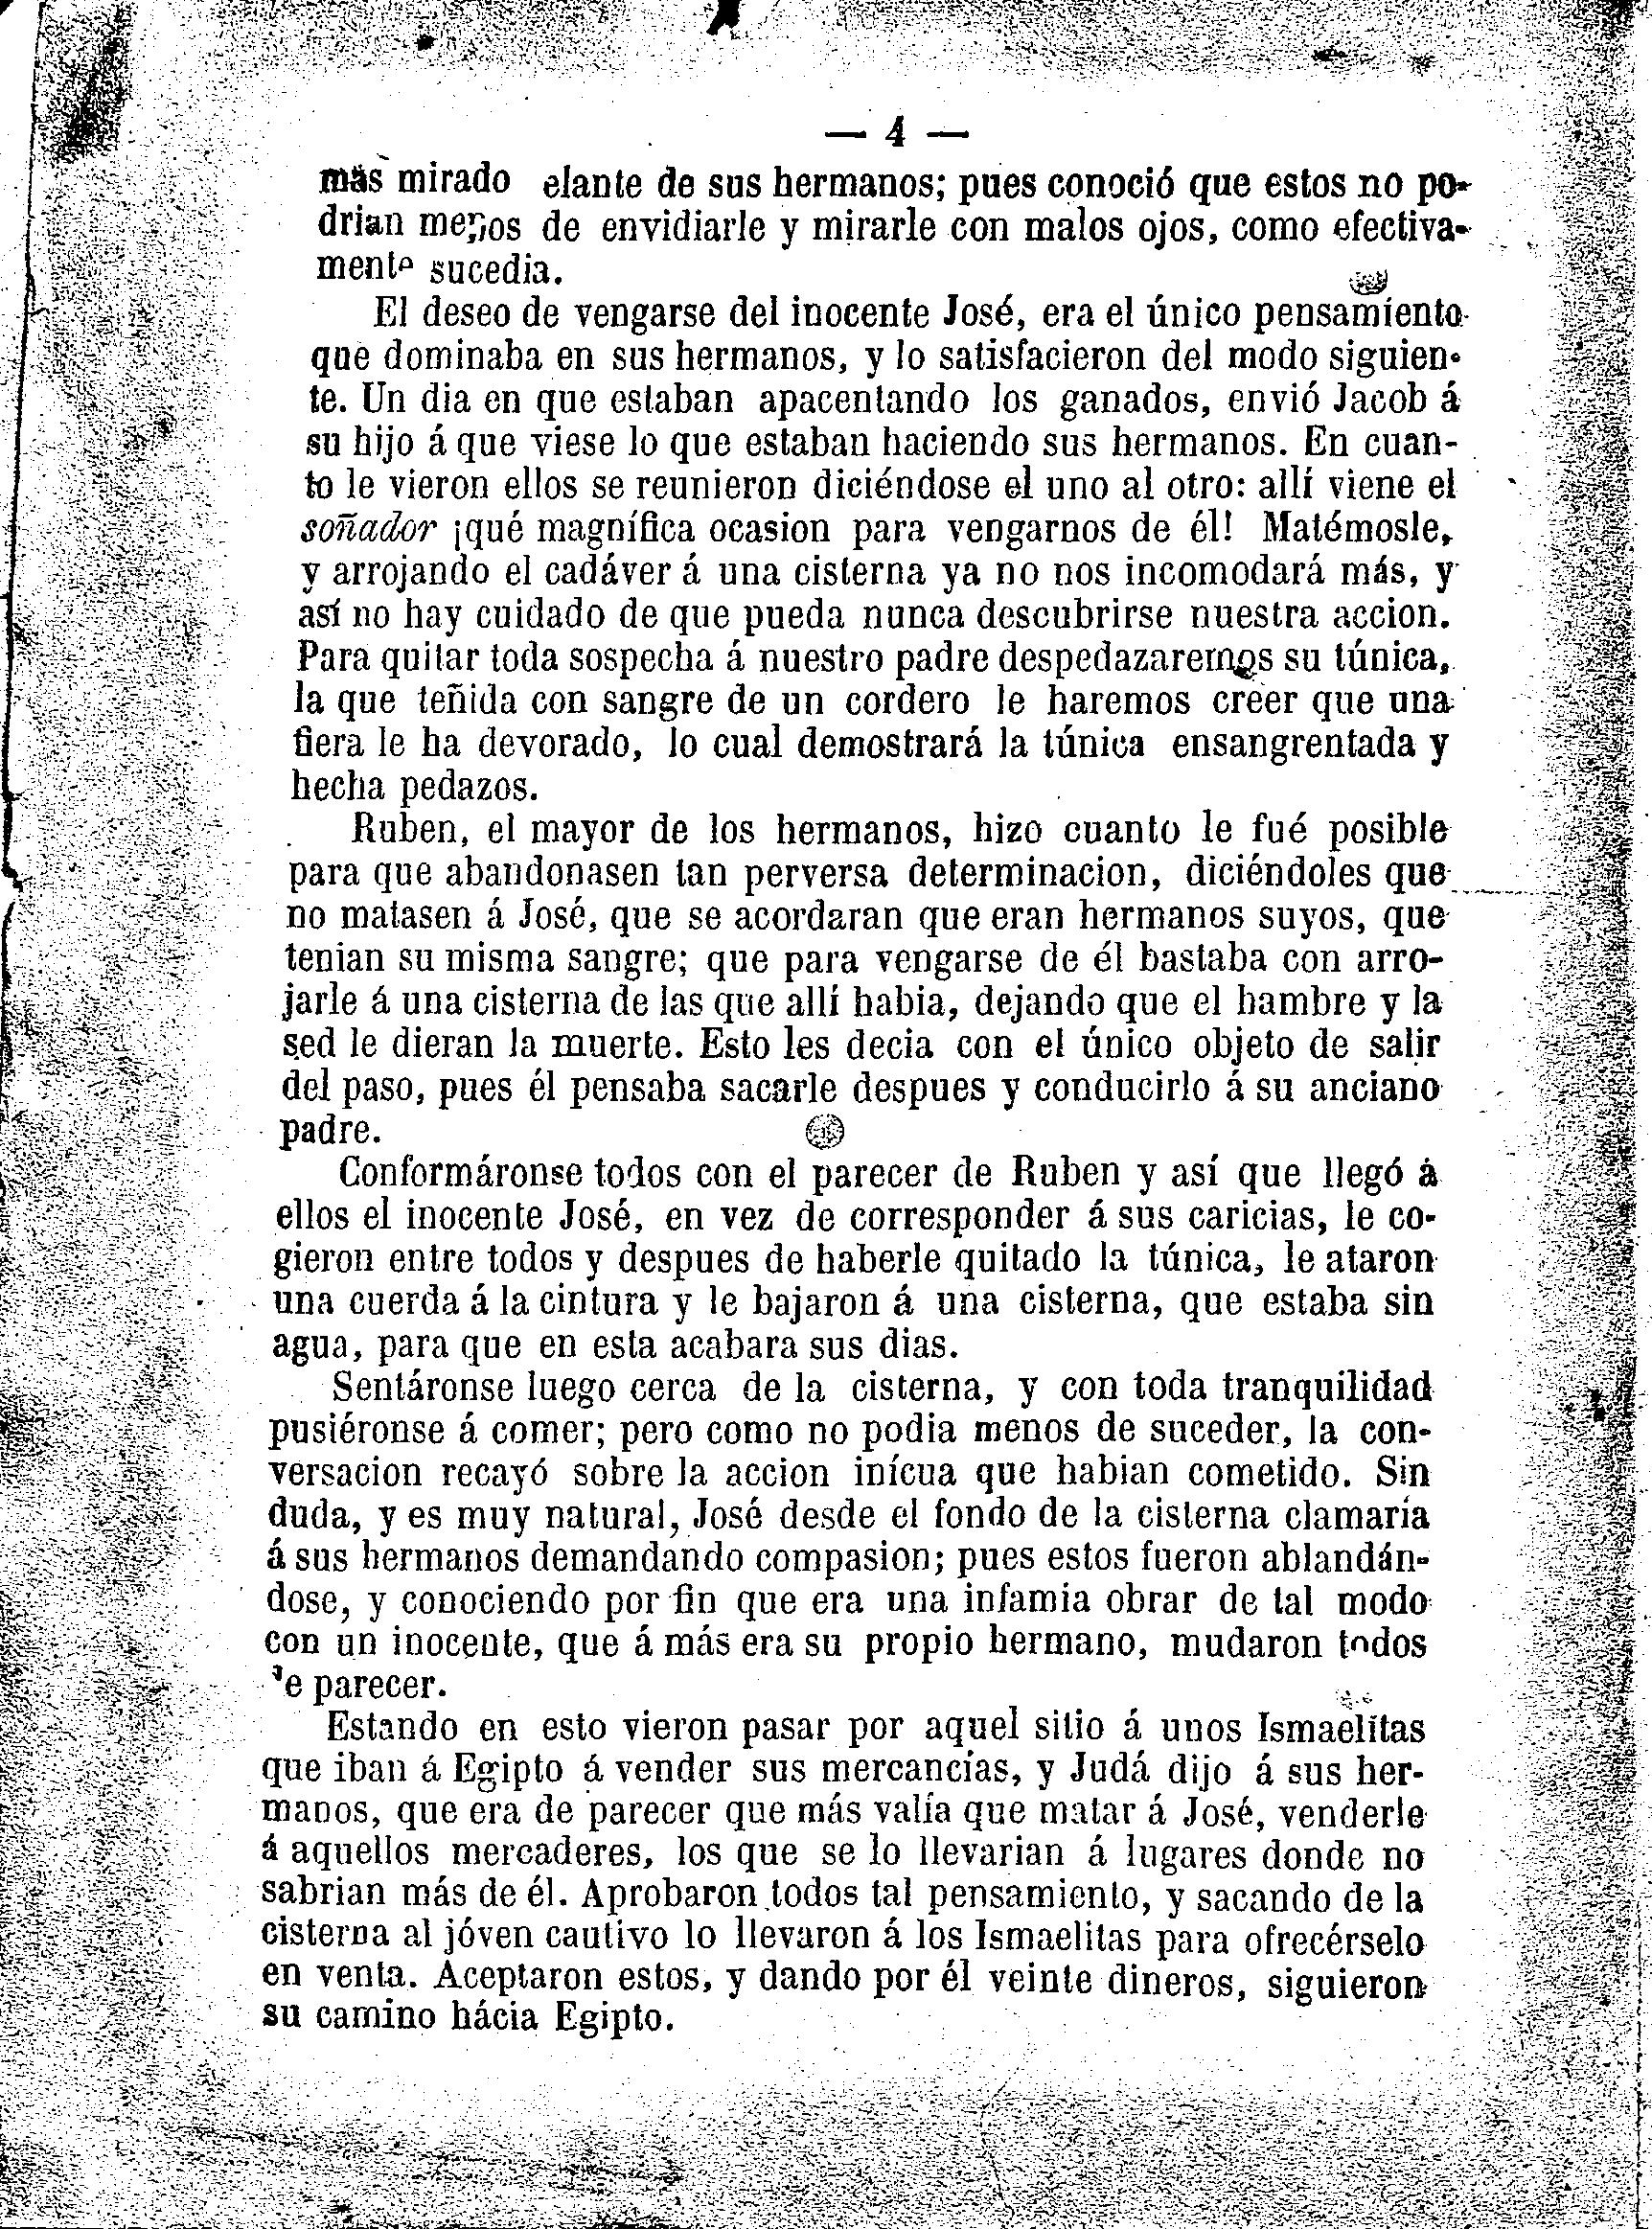 — 4 —
más mirado elante de sus hermanos; pues conoció que estos no po-
drian menos de envidiarle y mirarle con malos ojos, como efectiva-
mente sucedia.
El deseo de vengarse del inocente José, era el único pensamiento
que dominaba en sus hermanos, y lo satisfacieron del modo siguien-
te. Un dia en que estaban apacentando los ganados, envió Jacob á
su hijo á que viese lo que estaban haciendo sus hermanos. En cuan-
to le vieron ellos se reunieron diciéndose el uno al otro: allí viene el
soñador ¡qué magnífica ocasion para vengarnos de él! Matémosle,
y arrojando el cadáver á una cisterna ya no nos incomodará más, y
así no hay cuidado de que pueda nunca descubrirse nuestra accion.
Para quitar toda sospecha á nuestro padre despedazaremos su túnica,
la que teñida con sangre de un cordero le haremos creer que una
fiera le ha devorado, lo cual demostrará la túnica ensangrentada y
hecha pedazos.
Ruben, el mayor de los hermanos, hizo cuanto le fué posible
para que abandonasen tan perversa determinacion, diciéndoles que
no matasen á José, que se acordaran que eran hermanos suyos, que
tenian su misma sangre; que para vengarse de él bastaba con arro-
jarle á una cisterna de las que allí habia, dejando que el hambre y la
sed le dieran la muerte. Esto les decia con el único objeto de salir
del paso, pues él pensaba sacarle despues y conducirlo á su anciano
padre.
Conformáronse todos con el parecer de Ruben y así que llegó á
ellos el inocente José, en vez de corresponder á sus caricias, le co-
gieron entre todos y despues de haberle quitado la túnica, le ataron
una cuerda á la cintura y le bajaron á una cisterna, que estaba sin
agua, para que en esta acabara sus dias.
Sentáronse luego cerca de la cisterna, y con toda tranquilidad
pusiéronse á comer; pero como no podia menos de suceder, la con-
versacion recayó sobre la accion inícua que habian cometido. Sin
duda, y es muy natural, José desde el fondo de la cisterna clamaría
á sus hermanos demandando compasion; pues estos fueron ablandán-
dose, y conociendo por fin que era una infamia obrar de tal modo
con un inocente, que á más era su propio hermano, mudaron todos
de parecer.
Estando en esto vieron pasar por aquel sitio á unos Ismaelitas
que iban á Egipto á vender sus mercancías, y Judá dijo á sus her-
manos, que era de parecer que más valía que matar á José, venderle
á aquellos mercaderes, los que se lo llevarian á lugares donde no
sabrian más de él. Aprobaron todos tal pensamiento, y sacando de la
cisterna al jóven cautivo lo llevaron á los Ismaelitas para ofrecérselo
en venta. Aceptaron estos, y dando por él veinte dineros, siguieron
su camino hácia Egipto.